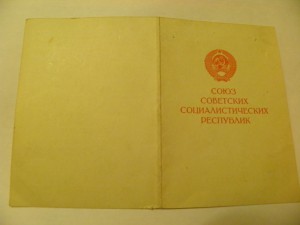 СОЮЗ
СОВЕТСКИХ
СОЦИАЛИСТИЧЕСКИХ
РЕСПУБЛИК